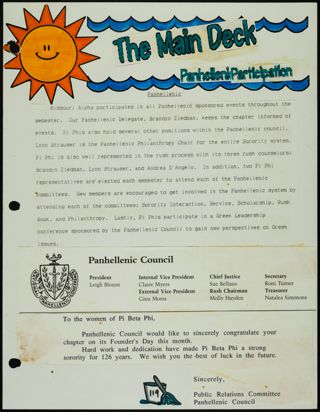 The Main Deck
Panhellenic Participation
Panhellenic
Missouri Alpha participated in all Panhellenic sponsored events throughout the
semester. Our Panhellenic Delegate, Brandyn Ziedman, keeps the chapter informed of
events. Pi Phis also hold several other positions within the Panhellenic council.
Lynn Strauser is the Panhellenic Philanthropy Chair for the entire Sorority system.
Pi Phi is also well represented in the rush process with its three rush counselors:
Brandyn Ziedman, Lynn Strauser, and Andrea D'Angelo. In addition, two Pi Phi
representatives are elected each semester to attend each of the Panhellenic
committees. New members are encouraged to get involved in the Panhellenic system by
attending each of the committees: Sorority Interaction, Service, Scholarship, Rush
Book, and Philanthropy. Lastly, Pi Phis participate in a Greek Leadership
conference sponsored by the Panhellenic Council to gain new perspectives on Greek
issues.
Panhellenic Council
President Internal Vice President Chief Justice Secretary
Leigh Blount Claire Myers Sue Belluso Roni Turner
External Vice President Rush Chairman Treasurer
Gina Morss Molly Hayden Natalea Simmons
To the women of Pi Beta Phi,
Panhellenic Council would like to sincerely congratulate your
chapter on its Founder's Day this month.
Hard work and dedication have made Pi Beta Phi a strong
sorority for 126 years. We wish you the best of luck in the future.
Sincerely,
Public Relations Committee
Panhellenic Council
119